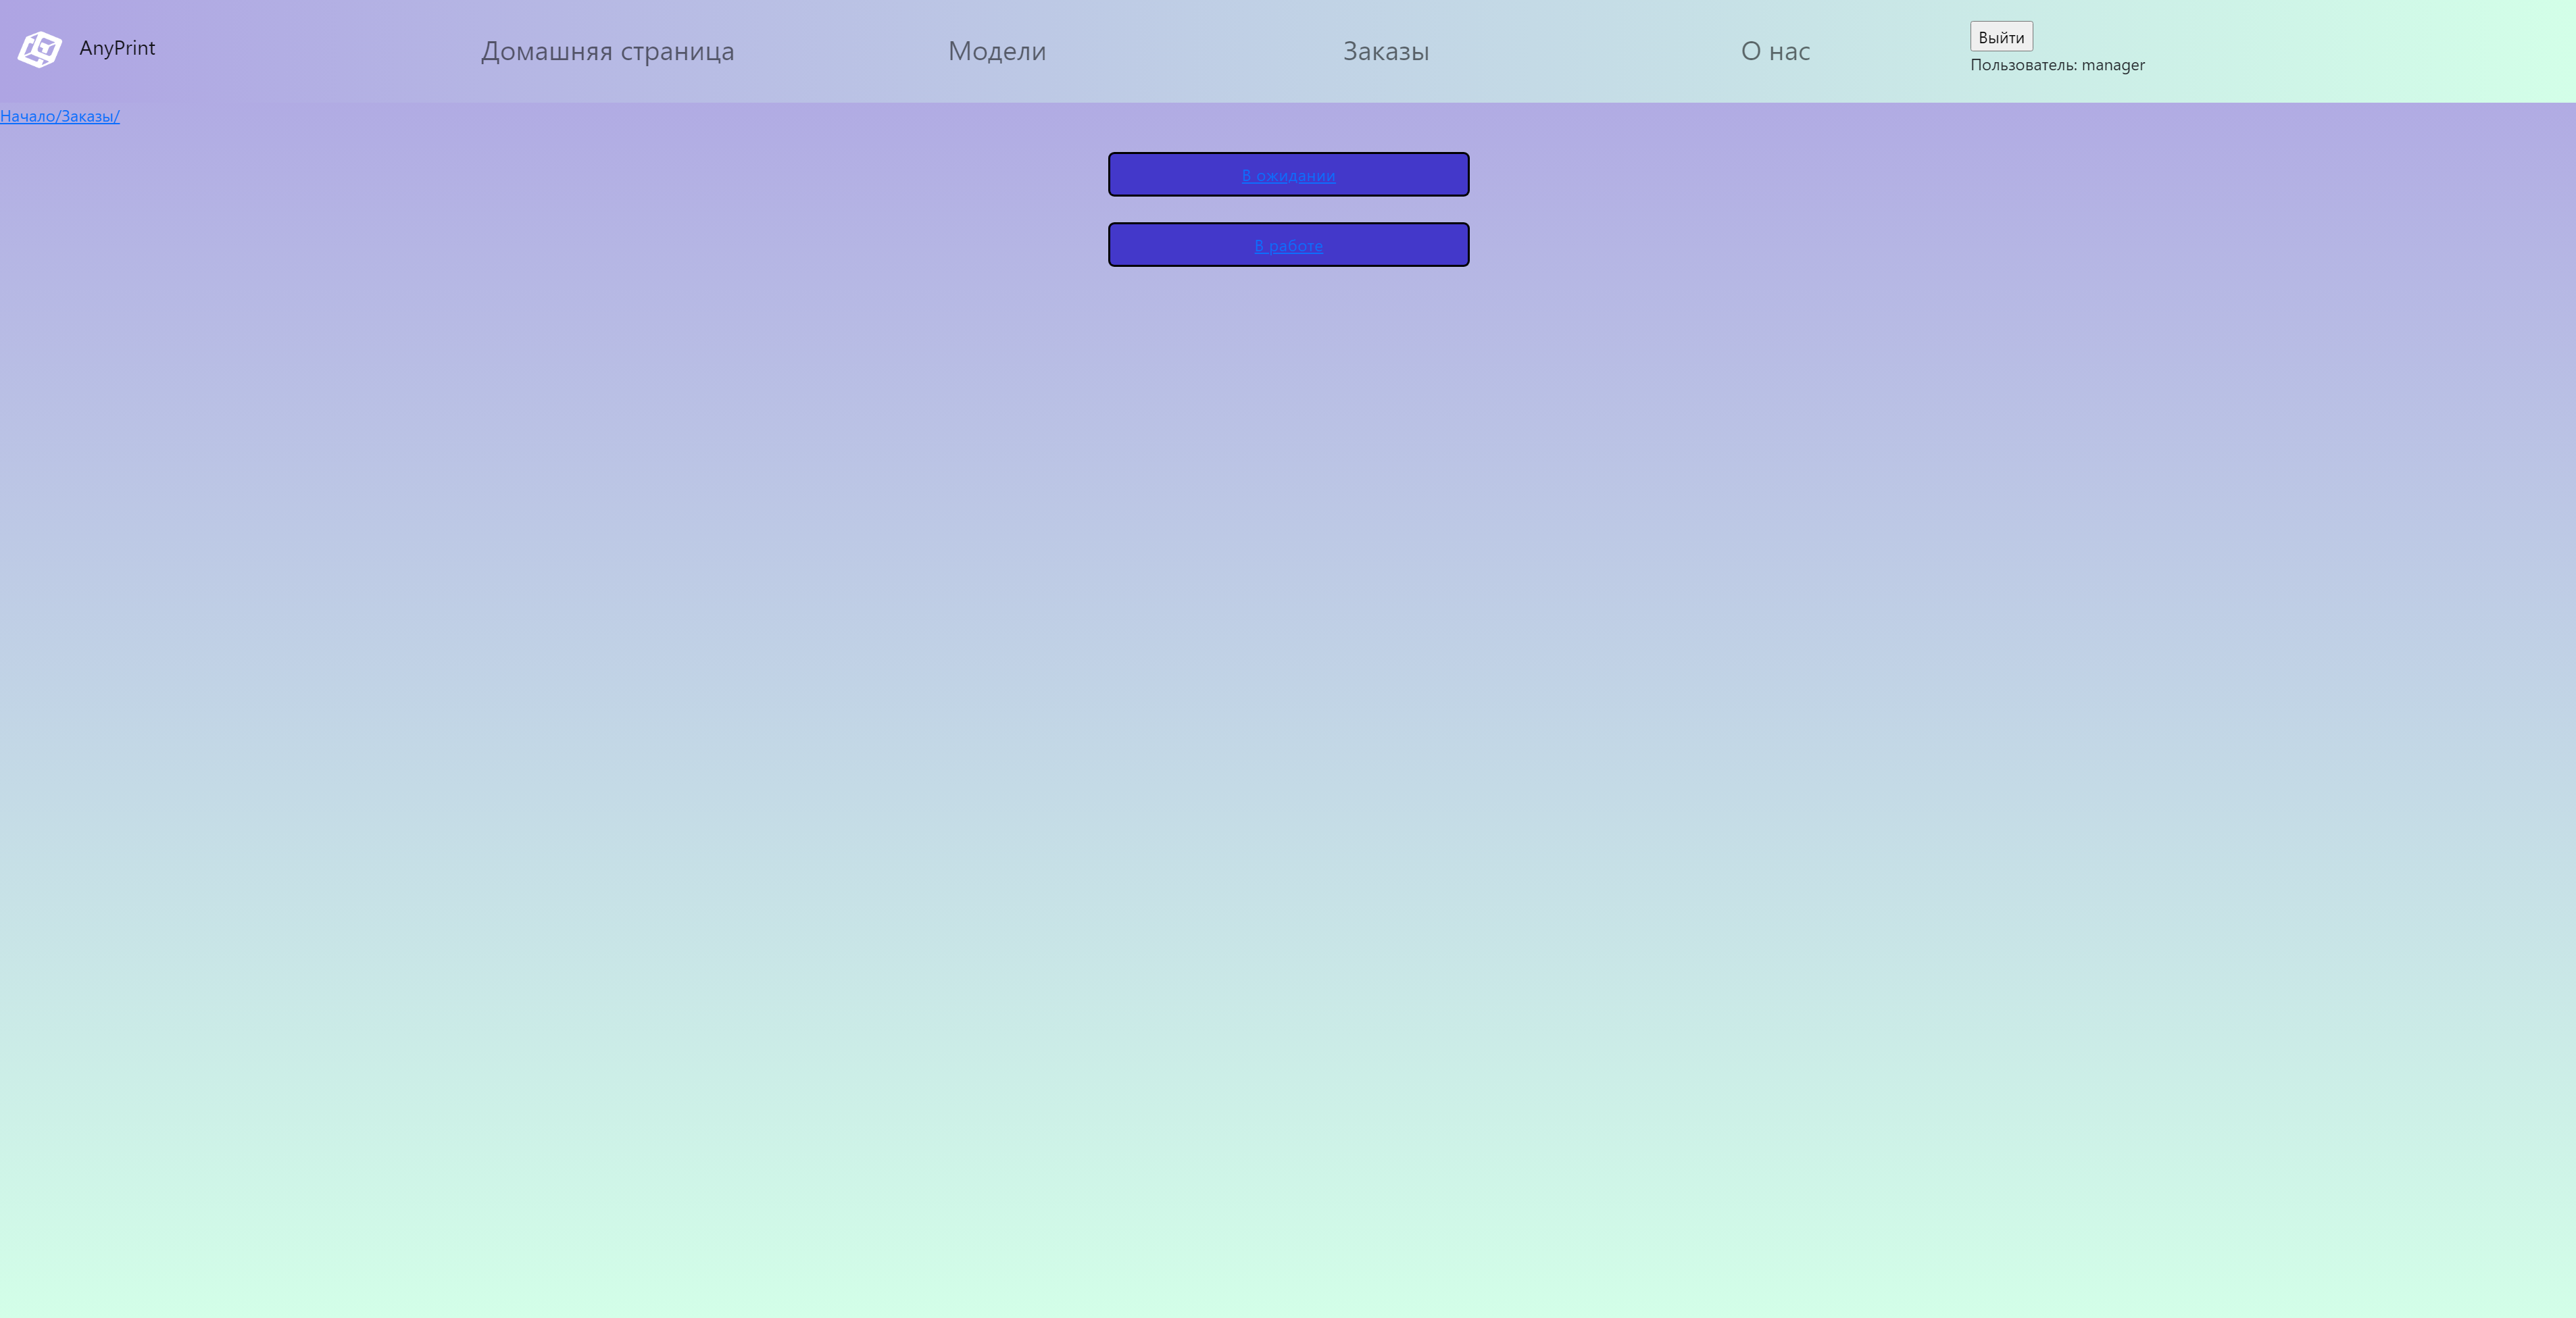 AnyPrint
Домашняя страница
Модели
Заказы
О нас
Выйти
Пользователь: manager
Начало/Заказы/
В ожидании
В работе